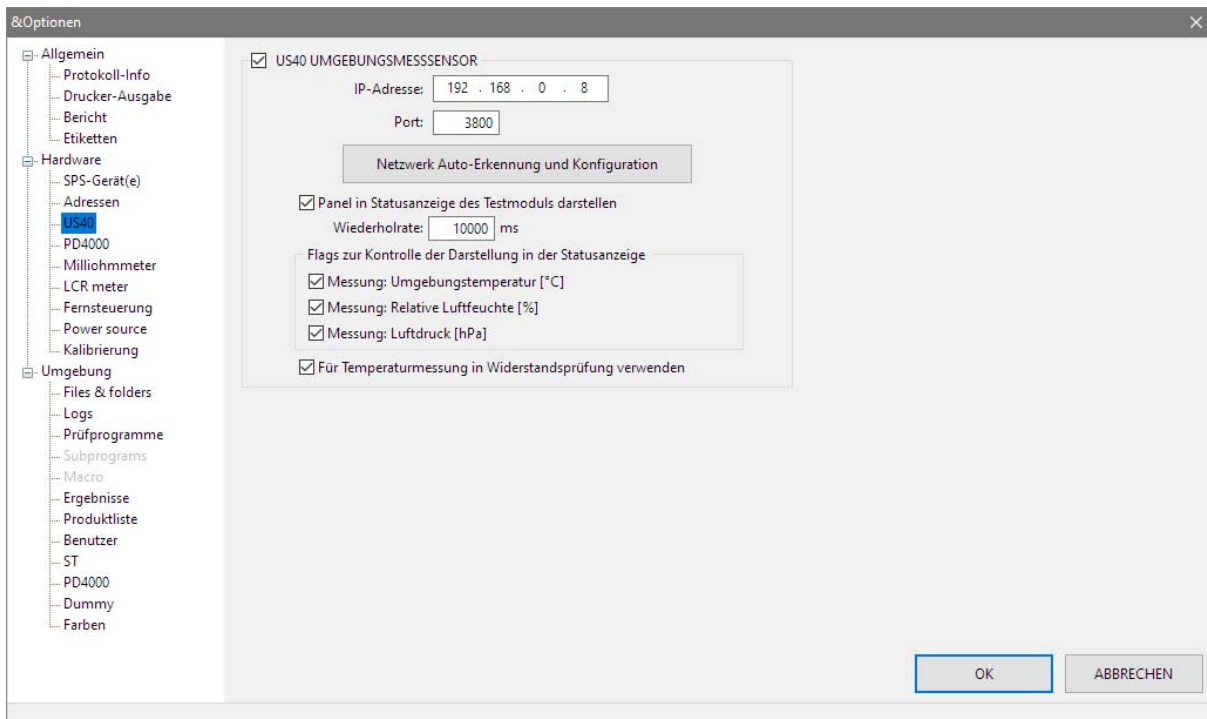 &Optionen
Allgemein
Protokoll-Info
Drucker-Ausgabe
Bericht
Etiketten
Hardware
SPS-Gerät(e)
Adressen
US40
PD4000
Milliohmmeter
LCR meter
Fernsteuerung
Power source
Kalibrierung
Umgebung
Files & folders
Logs
Prüfprogramme
Subprograms
Macro
Ergebnisse
Produktliste
Benutzer
ST
PD4000
Dummy
Farben
US40 UMGEBUNGSMESSSENSOR
IP-Adresse: 192 . 168 . 0 . 8
Port: 3800
Netzwerk Auto-Erkennung und Konfiguration
Panel in Statusanzeige des Testmoduls darstellen
Wiederholrate: 10000 ms
Flags zur Kontrolle der Darstellung in der Statusanzeige
Messung: Umgebungstemperatur [°C]
Messung: Relative Luftfeuchte [%]
Messung: Luftdruck [hPa]
Für Temperaturmessung in Widerstandsprüfung verwenden
OK ABBRECHEN